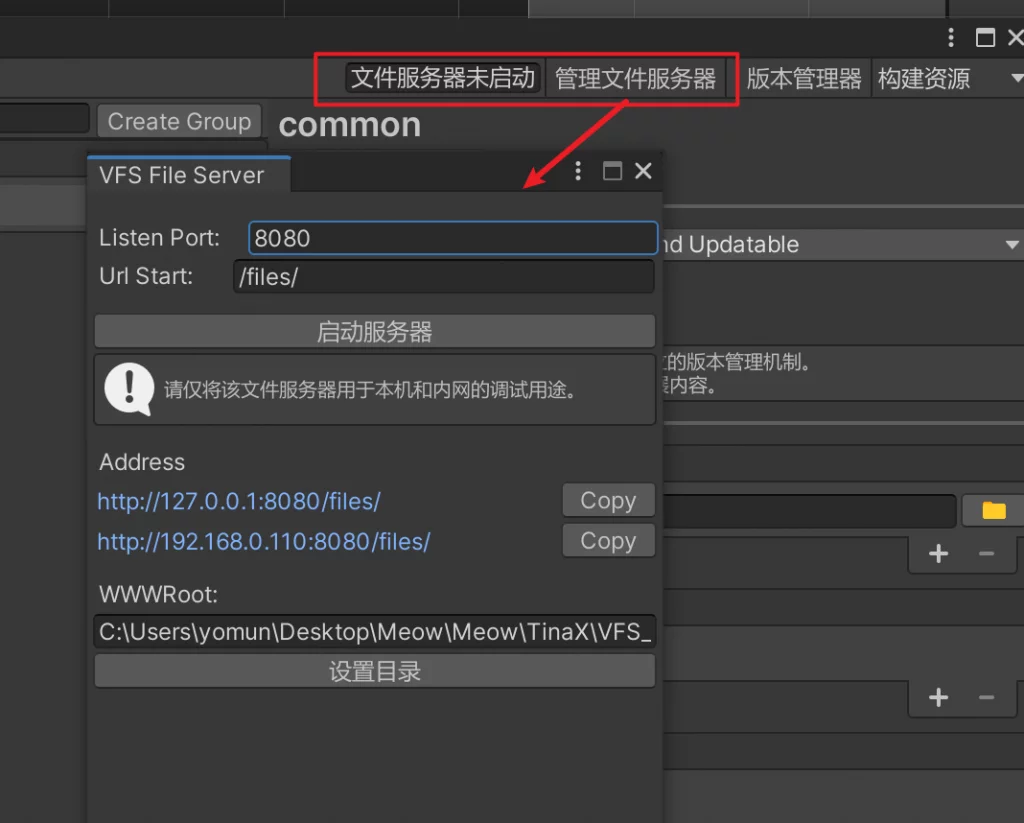 文件服务器未启动 管理文件服务器 版本管理器 构建资源
Create Group common
VFS File Server
Listen Port: 8080
Updatable
Url Start: /files/
启动服务器
的版本管理机制。
请仅将该文件服务器用于本机和内网的调试用途。
内容。
Address
http://127.0.0.1:8080/files/ Copy
http://192.168.0.110:8080/files/ Copy
WWWRoot:
C:\Users\yomun\Desktop\Meow\Meow\TinaX\VFS_
设置目录